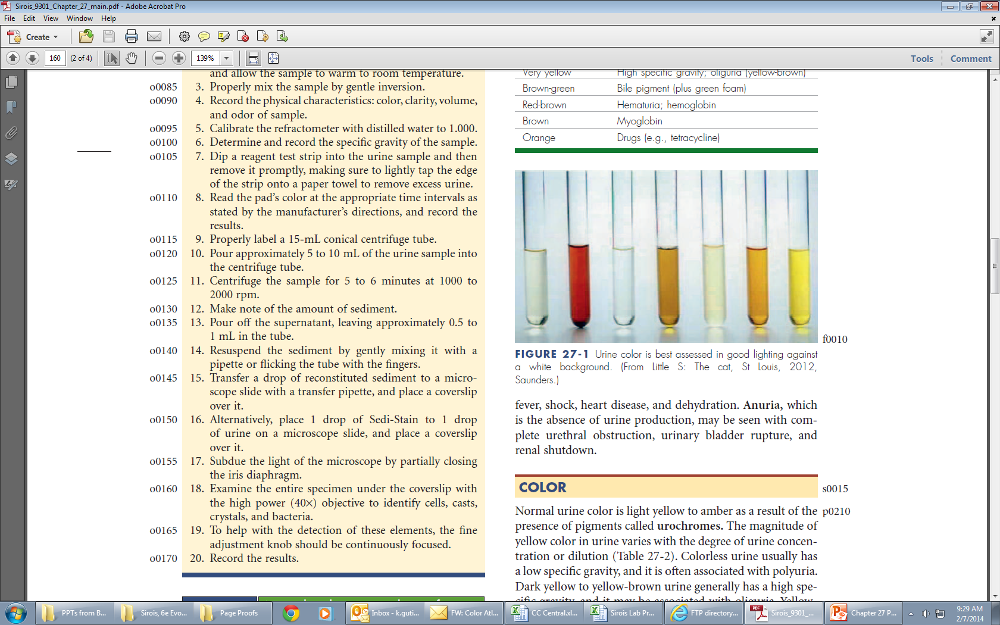 Sirois_9301_Chapter_27_main.pdf - Adobe Acrobat Pro
File Edit View Window Help
Create
160 (2 of 4) 139% Tools Comment
and allow the sample to warm to room temperature.
o0085 3. Properly mix the sample by gentle inversion.
o0090 4. Record the physical characteristics: color, clarity, volume,
and odor of sample.
o0095 5. Calibrate the refractometer with distilled water to 1.000.
o0100 6. Determine and record the specific gravity of the sample.
o0105 7. Dip a reagent test strip into the urine sample and then
remove it promptly, making sure to lightly tap the edge
of the strip onto a paper towel to remove excess urine.
o0110 8. Read the pad's color at the appropriate time intervals as
stated by the manufacturer's directions, and record the
results.
o0115 9. Properly label a 15-mL conical centrifuge tube.
o0120 10. Pour approximately 5 to 10 mL of the urine sample into
the centrifuge tube.
o0125 11. Centrifuge the sample for 5 to 6 minutes at 1000 to
2000 rpm.
o0130 12. Make note of the amount of sediment.
o0135 13. Pour off the supernatant, leaving approximately 0.5 to
1 mL in the tube.
o0140 14. Resuspend the sediment by gently mixing it with a
pipette or flicking the tube with the fingers.
o0145 15. Transfer a drop of reconstituted sediment to a micro-
scope slide with a transfer pipette, and place a coverslip
over it.
o0150 16. Alternatively, place 1 drop of Sedi-Stain to 1 drop
of urine on a microscope slide, and place a coverslip
over it.
o0155 17. Subdue the light of the microscope by partially closing
the iris diaphragm.
o0160 18. Examine the entire specimen under the coverslip with
the high power (40×) objective to identify cells, casts,
crystals, and bacteria.
o0165 19. To help with the detection of these elements, the fine
adjustment knob should be continuously focused.
o0170 20. Record the results.
Very yellow High specific gravity; oliguria (yellow-brown)
Brown-green Bile pigment (plus green foam)
Red-brown Hematuria; hemoglobin
Brown Myoglobin
Orange Drugs (e.g., tetracycline)
f0010
FIGURE 27-1 Urine color is best assessed in good lighting against
a white background. (From Little S: The cat, St Louis, 2012,
Saunders.)
fever, shock, heart disease, and dehydration. Anuria, which
is the absence of urine production, may be seen with com-
plete urethral obstruction, urinary bladder rupture, and
renal shutdown.
COLOR s0015
Normal urine color is light yellow to amber as a result of the p0210
presence of pigments called urochromes. The magnitude of
yellow color in urine varies with the degree of urine concen-
tration or dilution (Table 27-2). Colorless urine usually has
a low specific gravity, and it is often associated with polyuria.
Dark yellow to yellow-brown urine generally has a high spe-
cific gravity, and it may be associated with oliguria. Yellow-
PPTs from B... Sirois, 6e Evo... Page Proofs Inbox - k.guti... FW: Color Atl... CC Central.xl... Sirois Lab Pr... FTP directory... Sirois_9301_... Chapter 27 P... 9:29 AM
2/7/2014